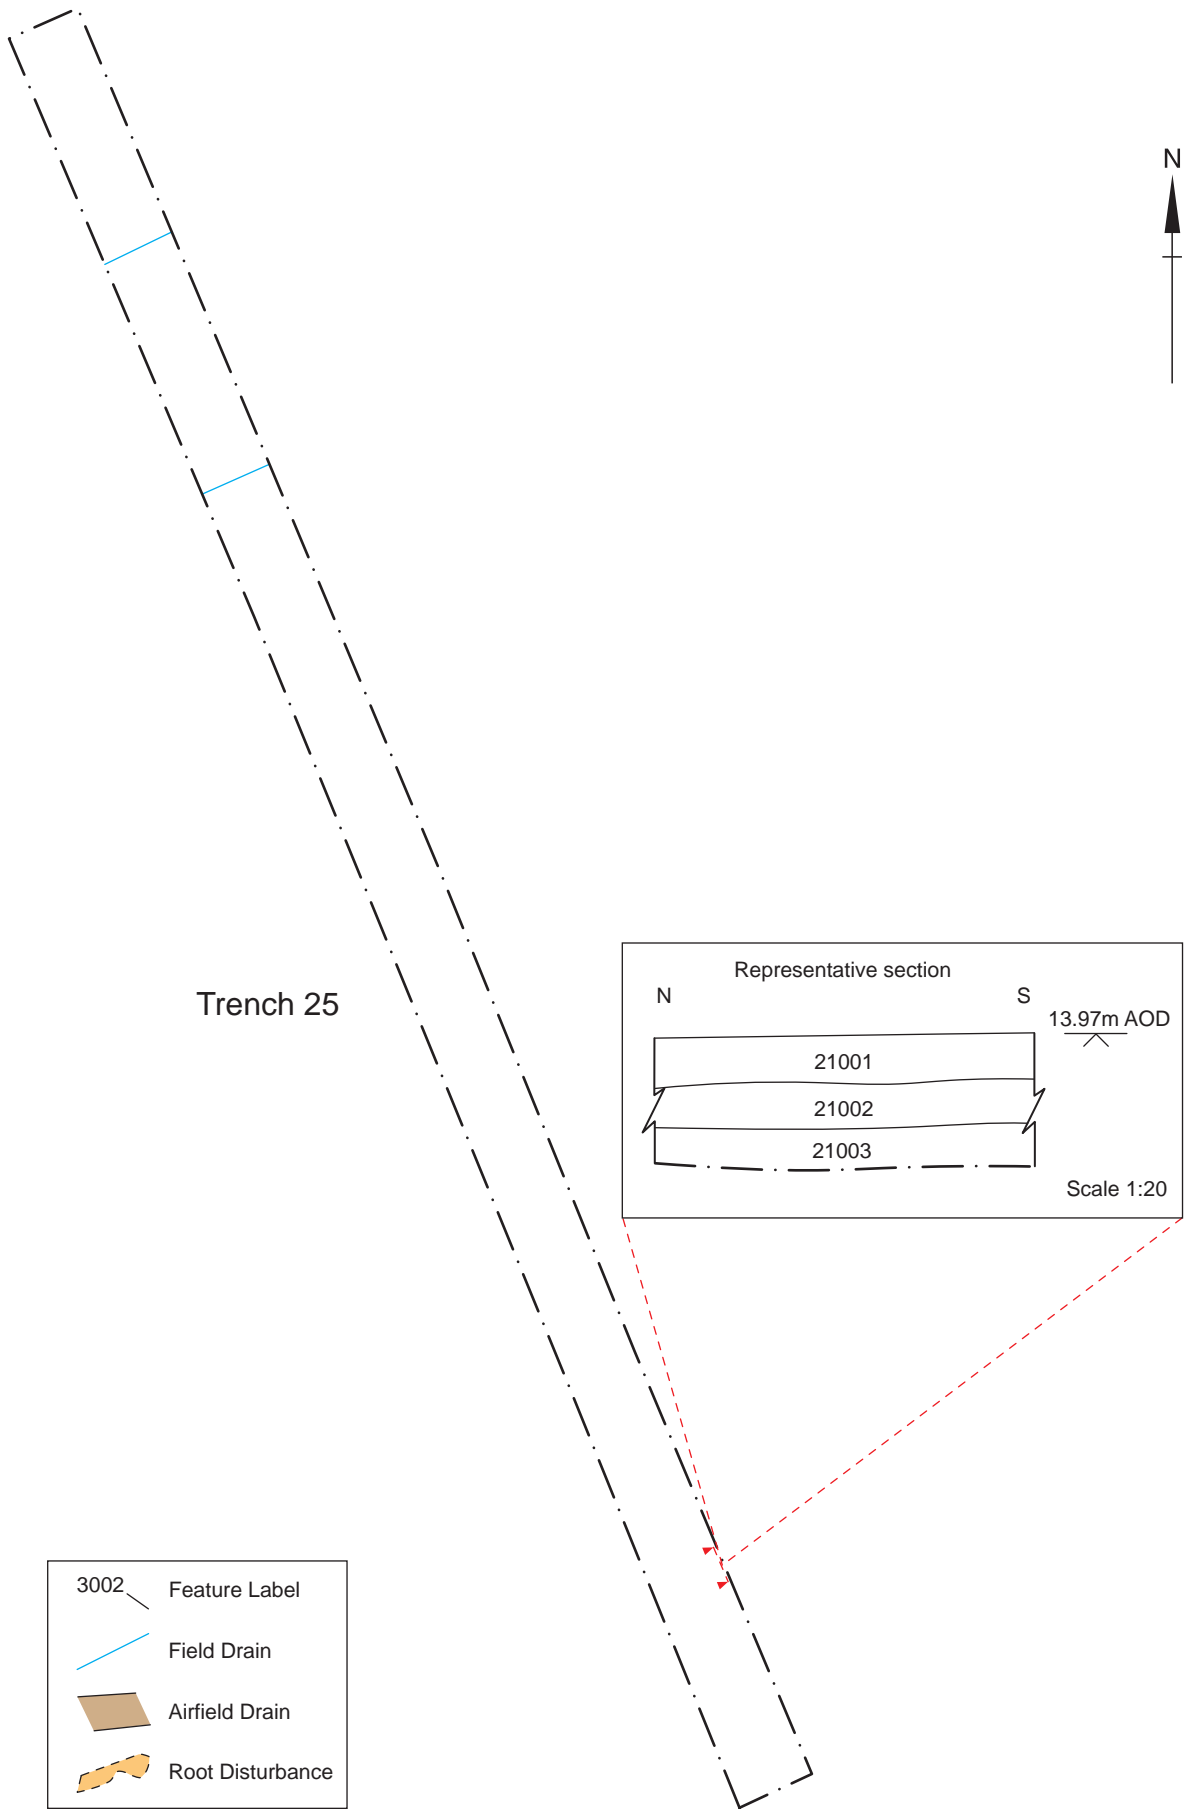 N
Trench 25
Representative section
N S
13.97m AOD
21001
21002
21003
Scale 1:20
3002 Feature Label
Field Drain
Airfield Drain
Root Disturbance